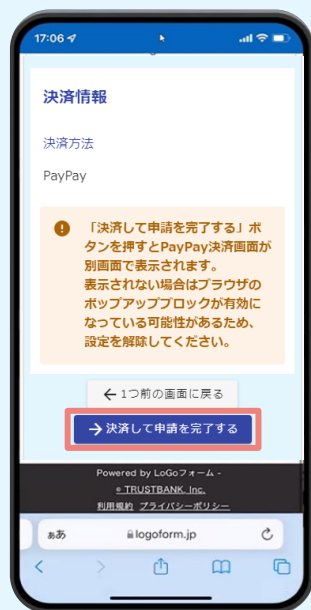 17:06
決済情報
決済方法
PayPay
「決済して申請を完了する」ボ
タンを押すとPayPay決済画面が
別画面で表示されます。
表示されない場合はブラウザの
ポップアップブロックが有効に
なっている可能性があるため、
設定を解除してください。
← 1つ前の画面に戻る
→ 決済して申請を完了する
Powered by LoGoフォーム -
© TRUSTBANK, Inc.
利用規約 プライバシーポリシー
ぁあ logoform.jp